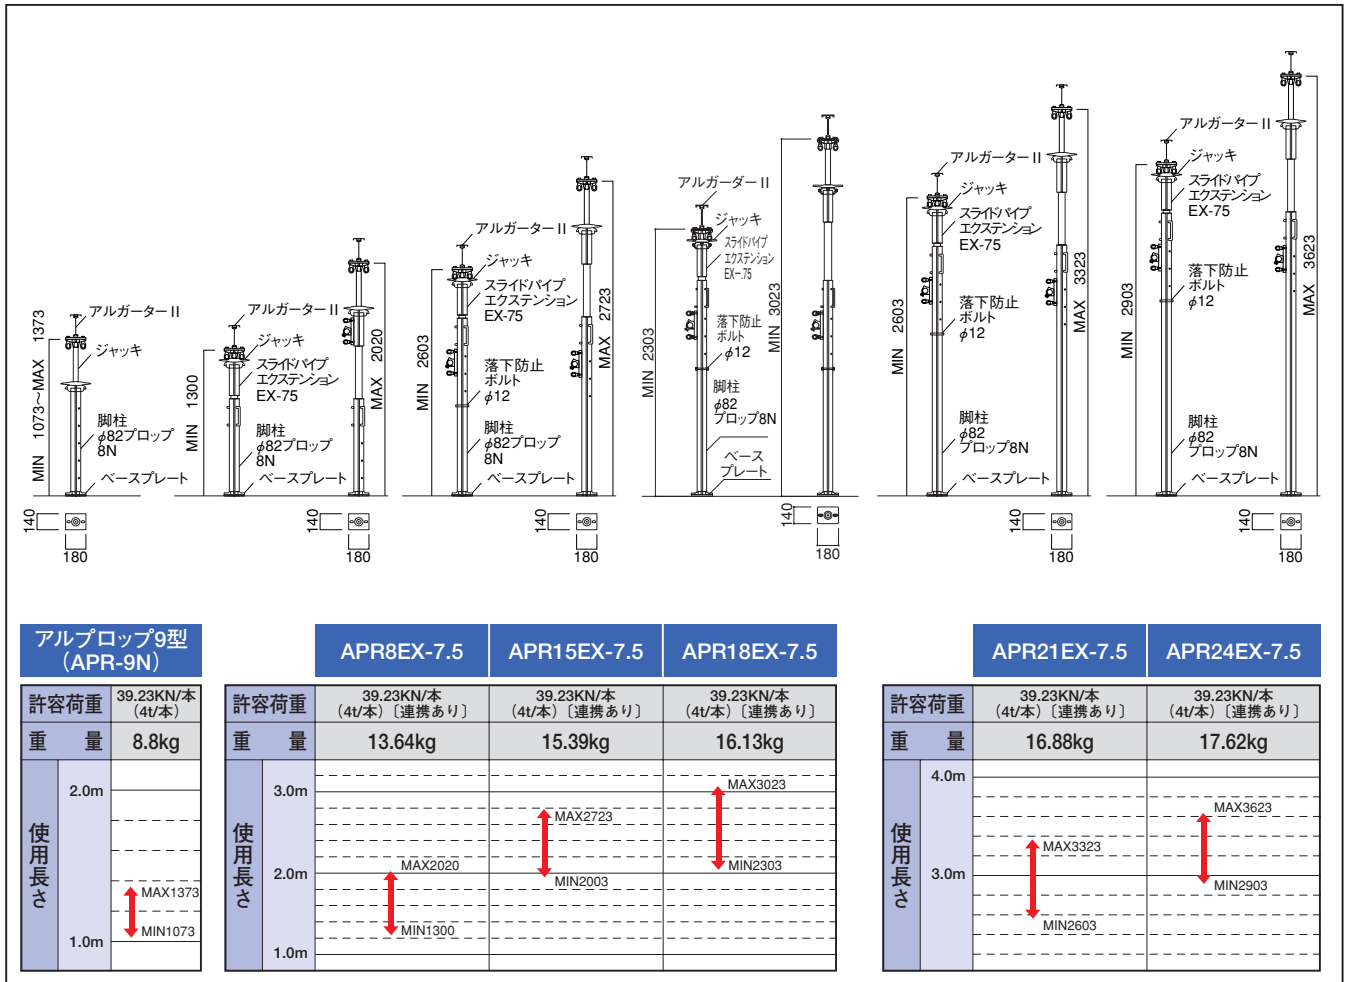 MIN 1073〜MAX 1373
アルガーターII
ジャッキ
脚柱
φ82プロップ
8N
ベースプレート
140
180
MIN 1300
アルガーターII
ジャッキ
スライドパイプ
エクステンション
EX-75
脚柱
φ82プロップ
8N
ベースプレート
MAX 2020
140
180
MIN 2603
アルガーターII
ジャッキ
スライドパイプ
エクステンション
EX-75
落下防止
ボルト
φ12
脚柱
φ82プロップ
8N
ベースプレート
MAX 2723
140
180
MIN 2303
アルガーダーII
ジャッキ
スライドパイプ
エクステンション
EX-.75
落下防止
ボルト
φ12
脚柱
φ82
プロップ8N
ベース
プレート
MIN 3023
140
180
MIN 2603
アルガーターII
ジャッキ
スライドパイプ
エクステンション
EX-75
落下防止
ボルト
φ12
脚柱
φ82
プロップ8N
ベースプレート
MAX 3323
140
180
MIN 2903
アルガーターII
ジャッキ
スライドパイプ
エクステンション
EX-75
落下防止
ボルト
φ12
脚柱
φ82
プロップ8N
ベースプレート
MAX 3623
140
180
アルプロップ9型
（APR-9N）
許容荷重
39.23KN/本
(4t/本)
重 量
8.8kg
使用長さ
2.0m
1.0m
MAX1373
MIN1073
APR8EX-7.5
APR15EX-7.5
APR18EX-7.5
許容荷重
39.23KN/本
(4t/本)〔連携あり〕
39.23KN/本
(4t/本)〔連携あり〕
39.23KN/本
(4t/本)〔連携あり〕
重 量
13.64kg
15.39kg
16.13kg
使用長さ
3.0m
2.0m
1.0m
MAX2020
MIN1300
MAX2723
MIN2003
MAX3023
MIN2303
APR21EX-7.5
APR24EX-7.5
許容荷重
39.23KN/本
(4t/本)〔連携あり〕
39.23KN/本
(4t/本)〔連携あり〕
重 量
16.88kg
17.62kg
使用長さ
4.0m
3.0m
MAX3323
MIN2603
MAX3623
MIN2903